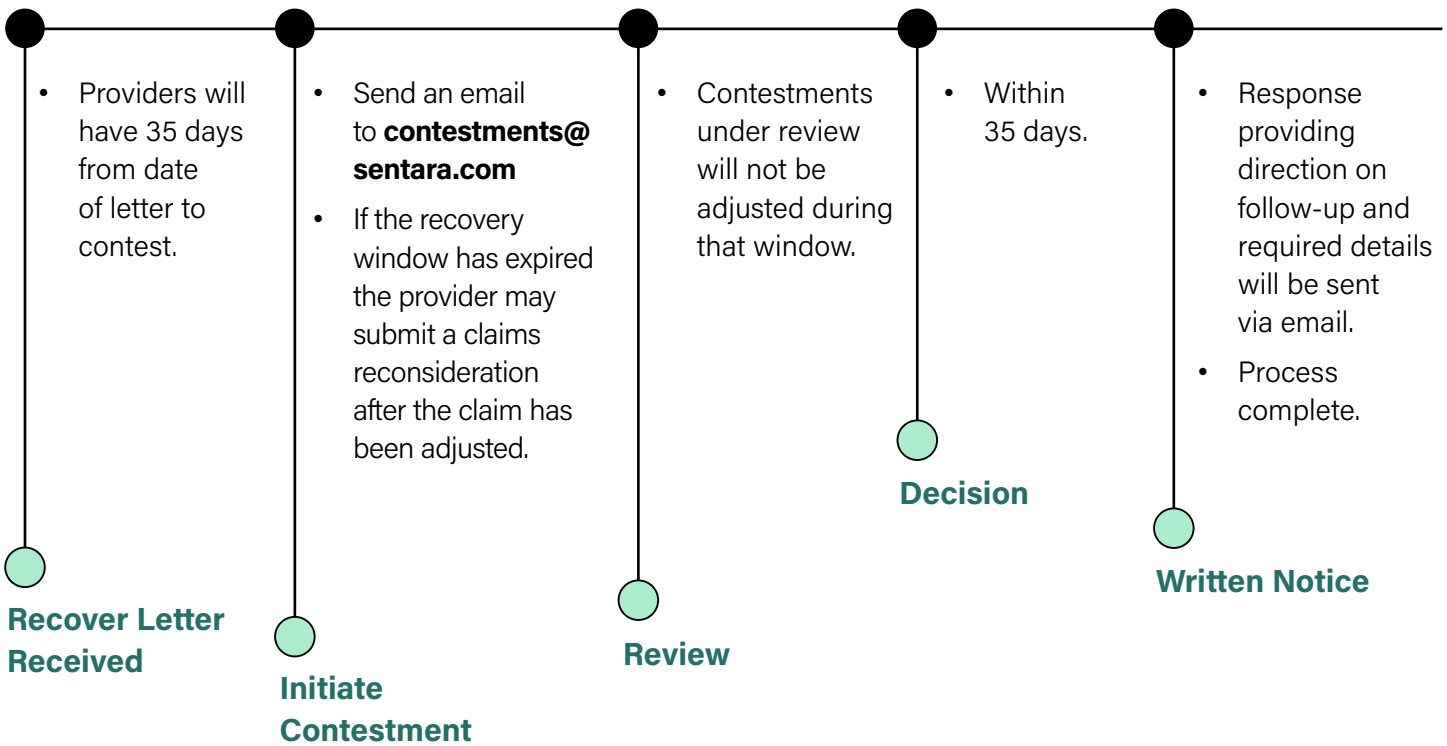 • Providers will
have 35 days
from date
of letter to
contest.
Recover Letter
Received
• Send an email
to contestments@
sentara.com
• If the recovery
window has expired
the provider may
submit a claims
reconsideration
after the claim has
been adjusted.
Initiate
Contestment
• Contestments
under review
will not be
adjusted during
that window.
Review
• Within
35 days.
Decision
• Response
providing
direction on
follow-up and
required details
will be sent
via email.
• Process
complete.
Written Notice